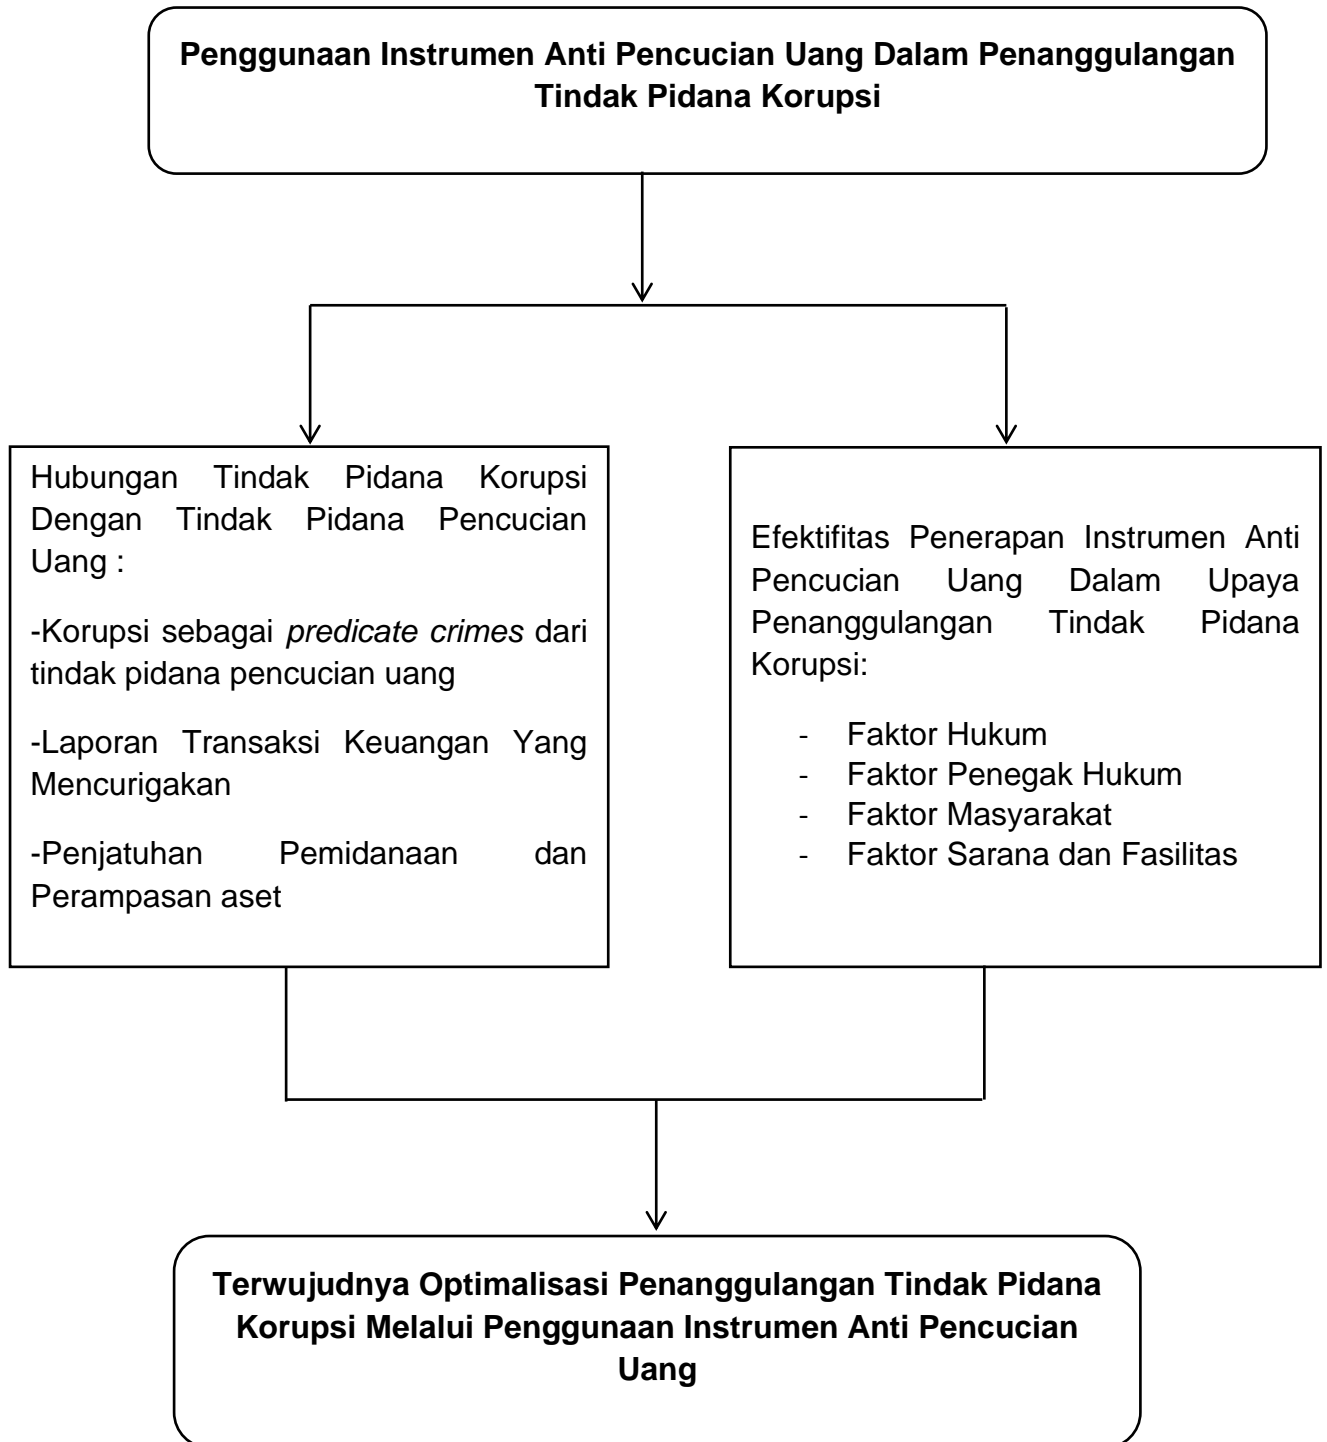 Penggunaan Instrumen Anti Pencucian Uang Dalam Penanggulangan
Tindak Pidana Korupsi
Hubungan Tindak Pidana Korupsi
Dengan Tindak Pidana Pencucian
Uang :
-Korupsi sebagai predicate crimes dari
tindak pidana pencucian uang
-Laporan Transaksi Keuangan Yang
Mencurigakan
-Penjatuhan Pemidanaan dan
Perampasan aset
Efektifitas Penerapan Instrumen Anti
Pencucian Uang Dalam Upaya
Penanggulangan Tindak Pidana
Korupsi:
- Faktor Hukum
- Faktor Penegak Hukum
- Faktor Masyarakat
- Faktor Sarana dan Fasilitas
Terwujudnya Optimalisasi Penanggulangan Tindak Pidana
Korupsi Melalui Penggunaan Instrumen Anti Pencucian
Uang